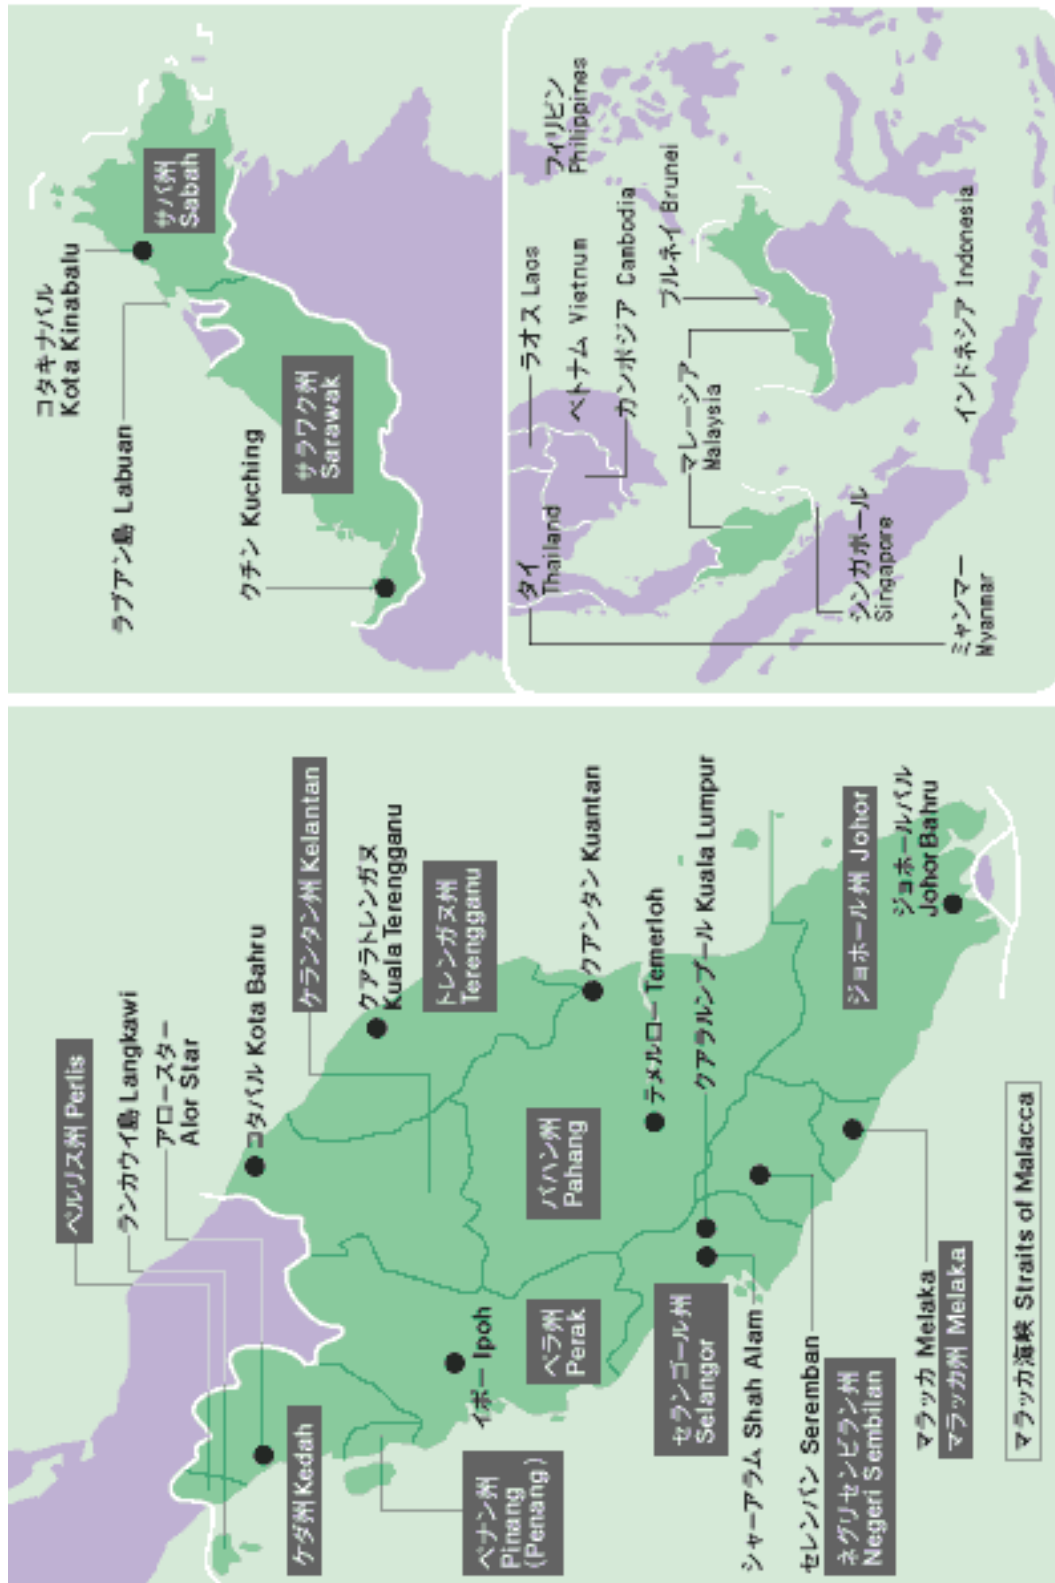 ペルリス州 Perlis
ランカウイ島 Langkawi
アロースター
Alor Star
コタバル Kota Bahru
ケランタン州 Kelantan
クアラトレンガヌ
Kuala Terengganu
トレンガヌ州
Terengganu
ケダ州 Kedah
ペナン州
Pinang
(Penang)
イポー Ipoh
ペラ州
Perak
パハン州
Pahang
クアンタン Kuantan
テメルロー Temerloh
クアラルンプール Kuala Lumpur
セランゴール州
Selangor
シャーアラム Shah Alam
セレンバン Seremban
ネグリセンビラン州
Negeri Sembilan
マラッカ Melaka
マラッカ州 Melaka
ジョホール州 Johor
ジョホールバル
Johor Bahru
マラッカ海峡 Straits of Malacca
コタキナバル
Kota Kinabalu
ラブアン島 Labuan
サバ州
Sabah
クチン Kuching
サラワク州
Sarawak
タイ
Thailand
ラオス Laos
ベトナム Vietnum
カンボジア Cambodia
フィリピン
Philippines
マレーシア
Malaysia
ブルネイ Brunei
シンガポール
Singapore
ミャンマー
Myanmar
インドネシア Indonesia